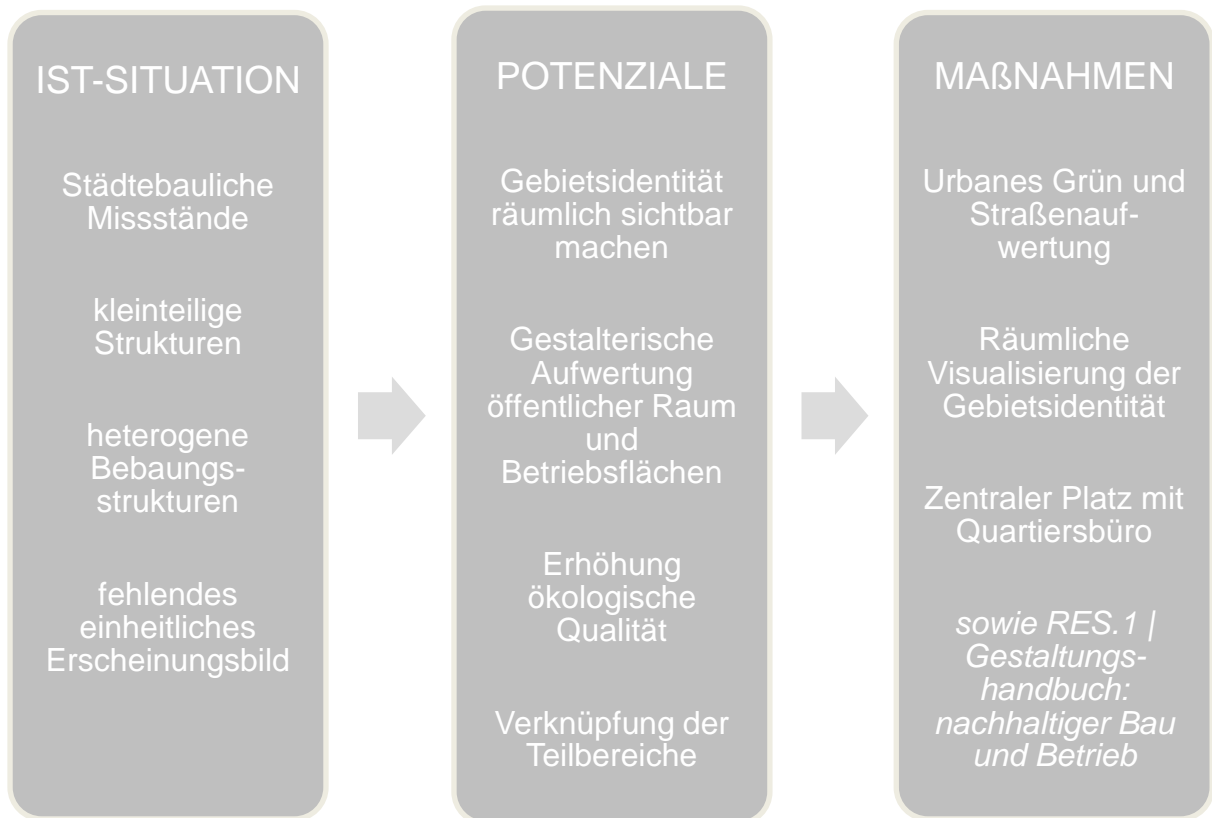 IST-SITUATION
Städtebauliche
Missstände
kleinteilige
Strukturen
heterogene
Bebaungs-
strukturen
fehlendes
einheitliches
Erscheinungsbild
POTENZIALE
Gebietsidentität
räumlich sichtbar
machen
Gestalterische
Aufwertung
öffentlicher Raum
und
Betriebsflächen
Erhöhung
ökologische
Qualität
Verknüpfung der
Teilbereiche
MAßNAHMEN
Urbanes Grün und
Straßenauf-
wertung
Räumliche
Visualisierung der
Gebietsidentität
Zentraler Platz mit
Quartiersbüro
sowie RES.1 |
Gestaltungs-
handbuch:
nachhaltiger Bau
und Betrieb